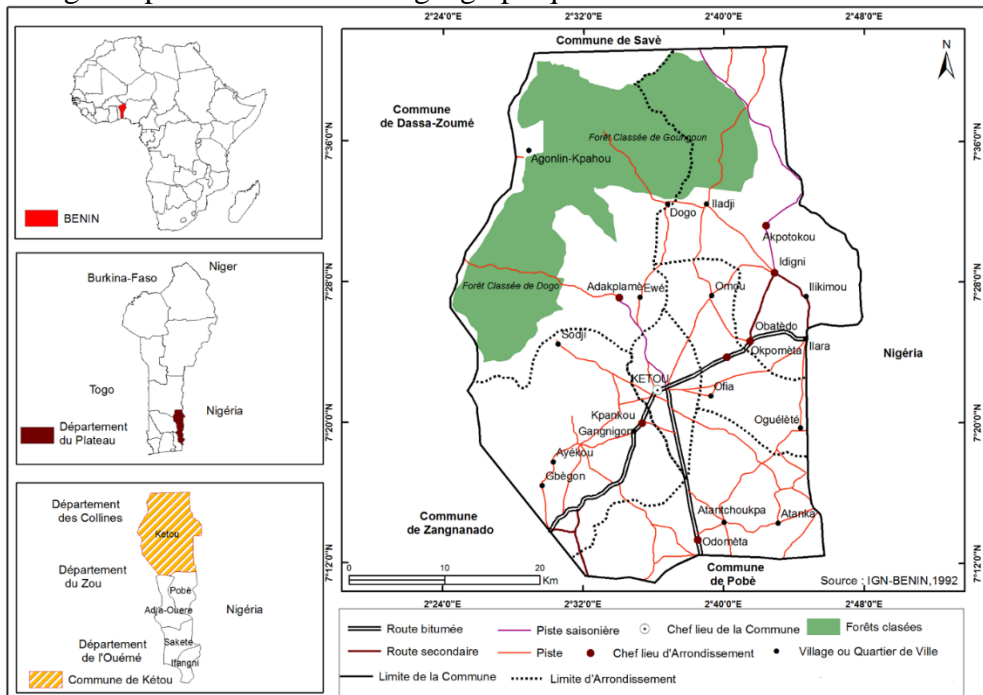 2°24'0"E
2°32'0"E
2°40'0"E
2°48'0"E
BENIN
Burkina-Faso
Niger
Togo
Nigéria
Département
du Plateau
Département
des Collines
Ketou
Département
du Zou
Pobè
Nigéria
Adja-Ouere
Sakété
Département
de l'Ouémé
Ifangni
Commune de Kétou
Commune de Savè
N
Commune
de Dassa-Zoumé
Forêt Classée de Gougoun
7°36'0"N
7°36'0"N
Agonlin-Kpahou
Dogo
Iladji
Akpotokou
Idigni
7°28'0"N
7°28'0"N
Forêt Classée de Dogo
Adakplamè
Ewé
Omou
Ilikimou
Obatèdo
Sodji
Okpomèta
Ilara
Nigéria
KETOU
Ofia
7°20'0"N
7°20'0"N
Kpankou
Gangnigon
Oguélètè
Ayékou
Gbègon
Commune
de Zangnanado
Atantchoukpa
Atanka
Odomèta
7°12'0"N
7°12'0"N
Commune
de Pobè
0
10
20
Km
Source : IGN-BENIN,1992
2°24'0"E
2°32'0"E
2°40'0"E
2°48'0"E
Route bitumée
Piste saisonière
Chef lieu de la Commune
Forêts clasées
Route secondaire
Piste
Chef lieu d'Arrondissement
Village ou Quartier de Ville
Limite de la Commune
Limite d'Arrondissement